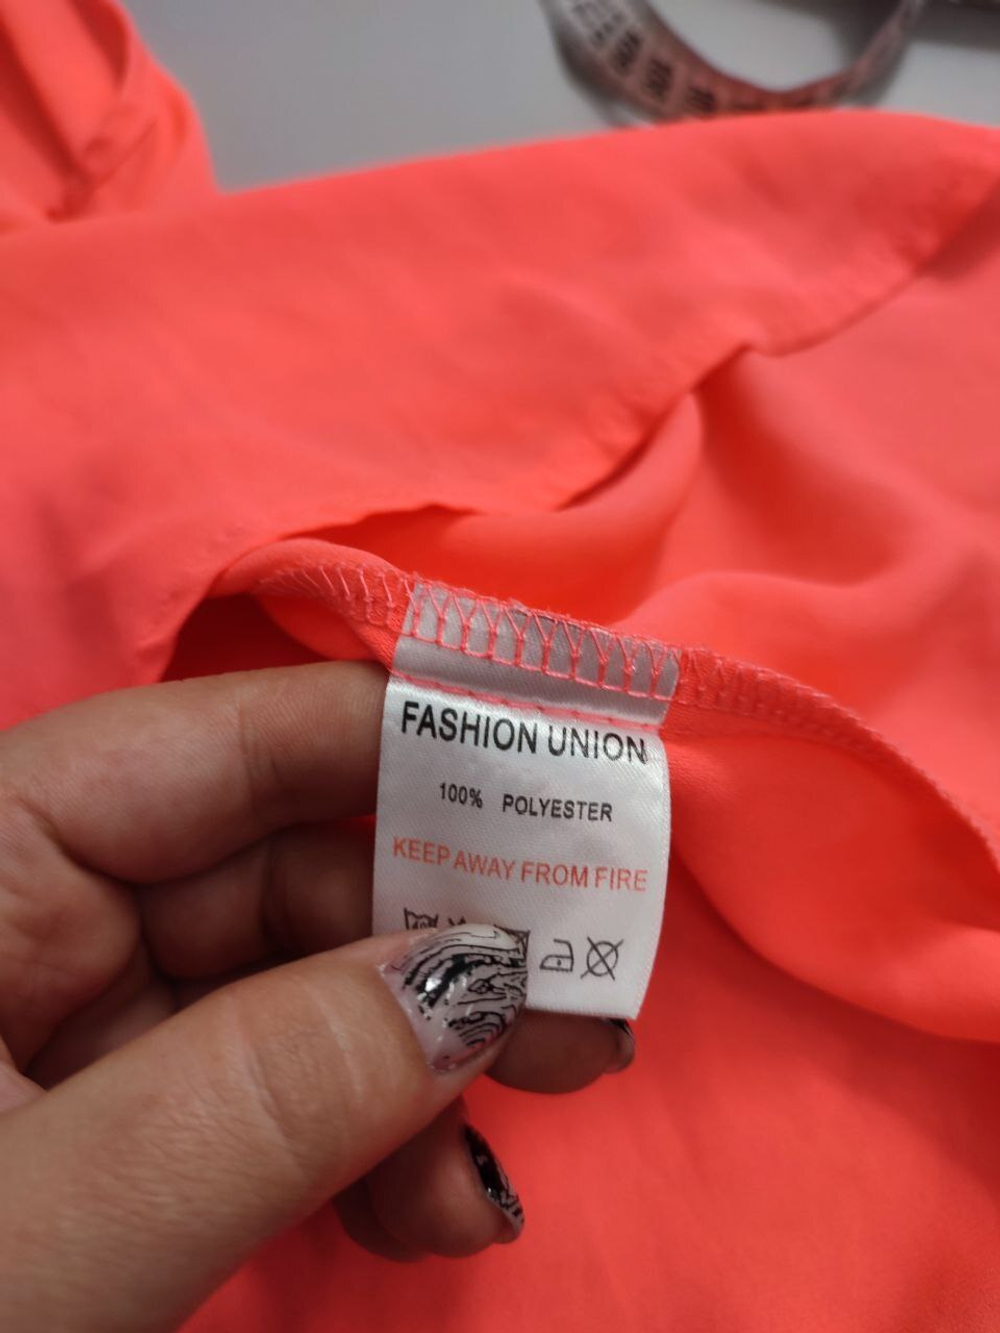 FASHION UNION
100% POLYESTER
KEEP AWAY FROM FIRE